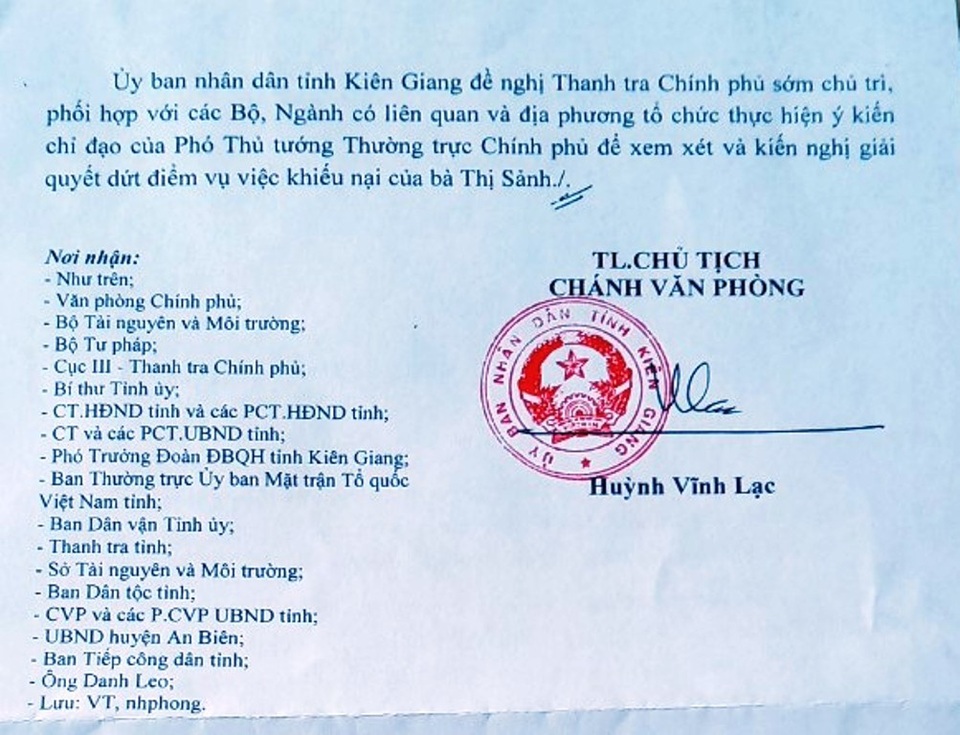 Ủy ban nhân dân tỉnh Kiên Giang đề nghị Thanh tra Chính phủ sớm chủ trì,
phối hợp với các Bộ, Ngành có liên quan và địa phương tổ chức thực hiện ý kiến
chỉ đạo của Phó Thủ tướng Thường trực Chính phủ để xem xét và kiến nghị giải
quyết dứt điểm vụ việc khiếu nại của bà Thị Sảnh./.
Nơi nhận:
- Như trên;
- Văn phòng Chính phủ;
- Bộ Tài nguyên và Môi trường;
- Bộ Tư pháp;
- Cục III - Thanh tra Chính phủ;
- Bí thư Tỉnh ủy;
- CT.HĐND tỉnh và các PCT.HĐND tỉnh;
- CT và các PCT.UBND tỉnh;
- Phó Trưởng Đoàn ĐBQH tỉnh Kiên Giang;
- Ban Thường trực Ủy ban Mặt trận Tổ quốc
Việt Nam tỉnh;
- Ban Dân vận Tỉnh ủy;
- Thanh tra tỉnh;
- Sở Tài nguyên và Môi trường;
- Ban Dân tộc tỉnh;
- CVP và các P.CVP UBND tỉnh;
- UBND huyện An Biên;
- Ban Tiếp công dân tỉnh;
- Ông Danh Leo;
- Lưu: VT, nhphong.
TL.CHỦ TỊCH
CHÁNH VĂN PHÒNG
ỦY BAN NHÂN DÂN TỈNH KIÊN GIANG
Huỳnh Vĩnh Lạc